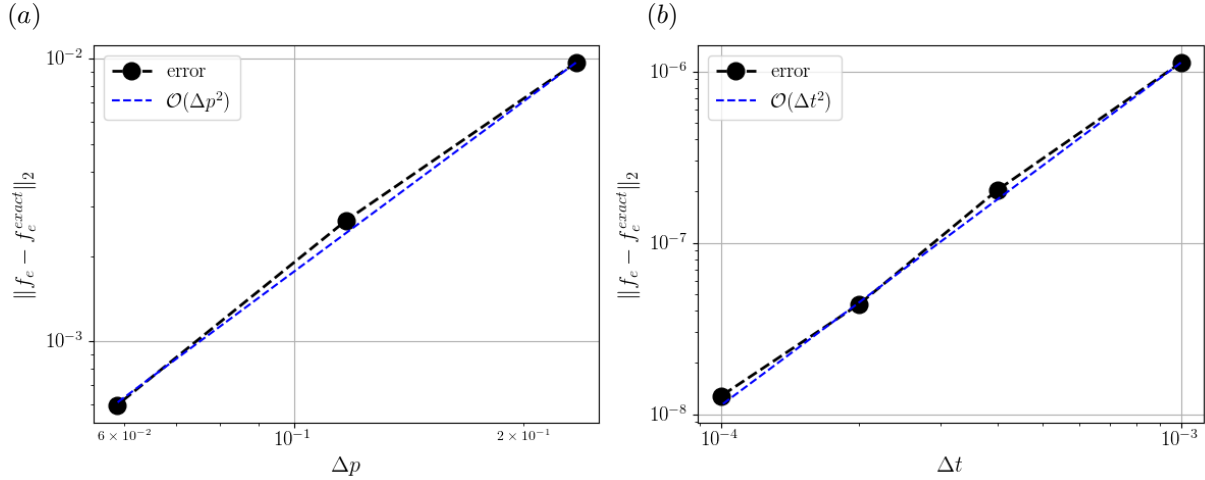 (a)
10^{-2}
10^{-3}
||f_e − f_e^{exact}||_2
error
𝒪(Δp^2)
6 × 10^{-2}
10^{-1}
2 × 10^{-1}
Δp
(b)
10^{-6}
10^{-7}
10^{-8}
||f_e − f_e^{exact}||_2
error
𝒪(Δt^2)
10^{-4}
10^{-3}
Δt